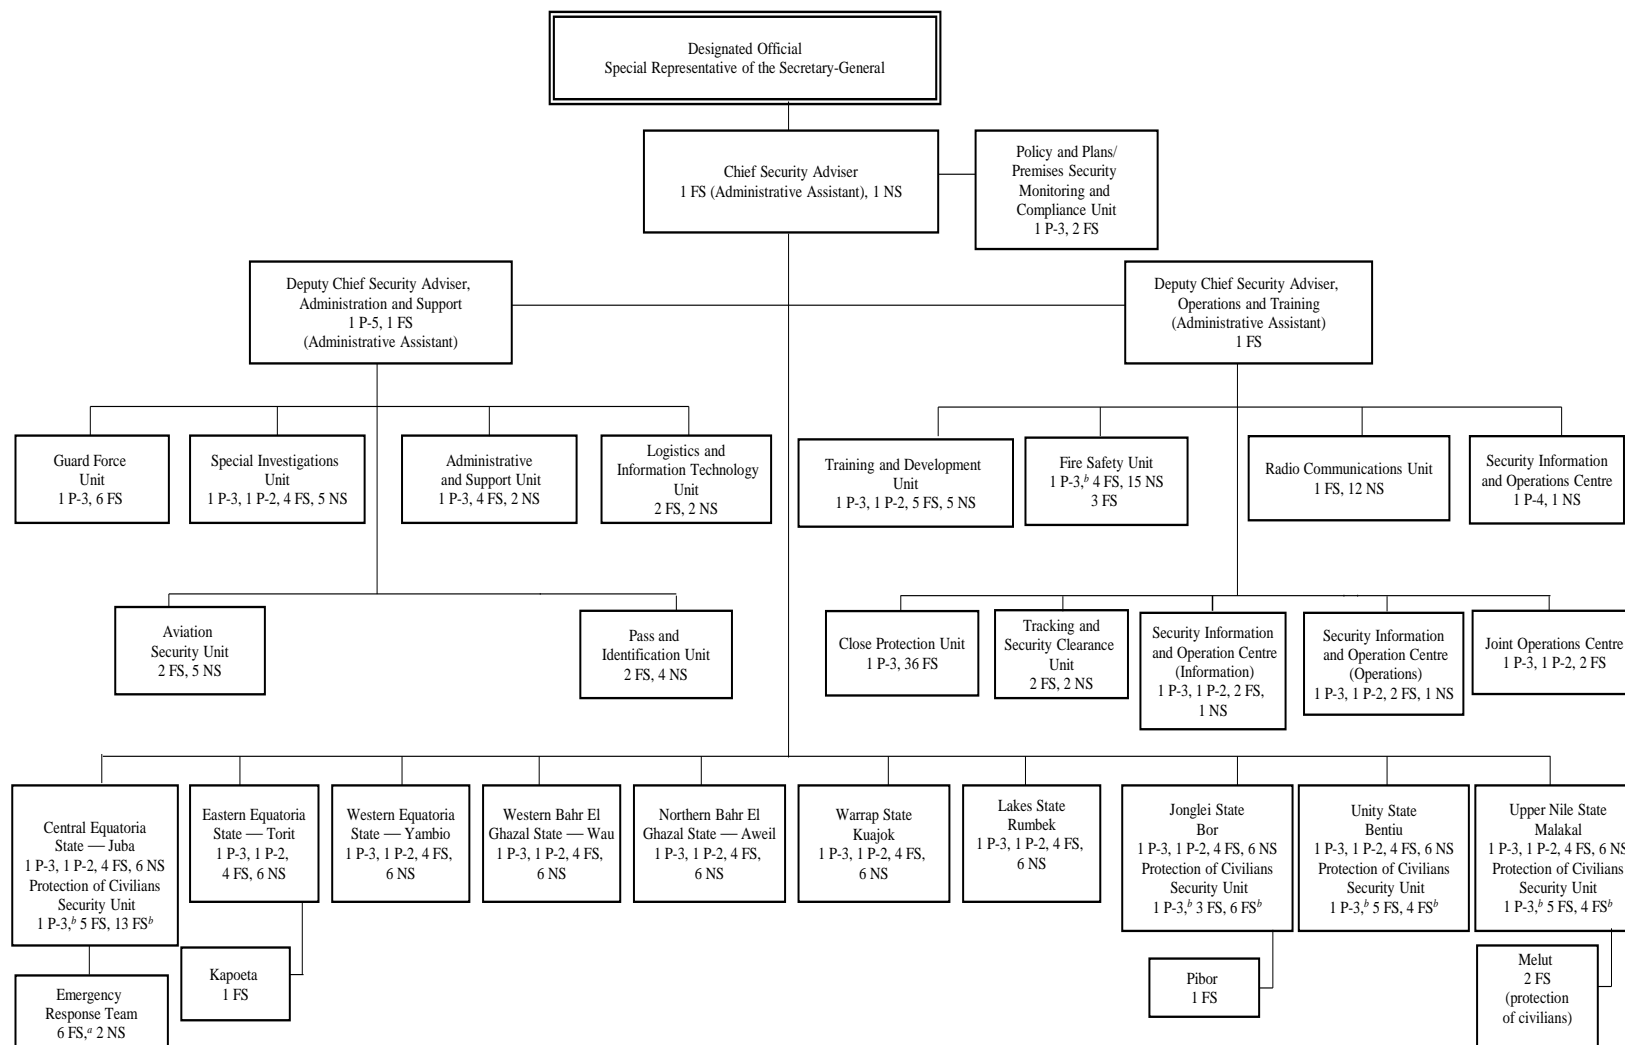 Designated Official
Special Representative of the Secretary-General
Chief Security Adviser
1 FS (Administrative Assistant), 1 NS
Policy and Plans/
Premises Security
Monitoring and
Compliance Unit
1 P-3, 2 FS
Deputy Chief Security Adviser,
Administration and Support
1 P-5, 1 FS
(Administrative Assistant)
Deputy Chief Security Adviser,
Operations and Training
(Administrative Assistant)
1 FS
Guard Force
Unit
1 P-3, 6 FS
Special Investigations
Unit
1 P-3, 1 P-2, 4 FS, 5 NS
Administrative
and Support Unit
1 P-3, 4 FS, 2 NS
Logistics and
Information Technology
Unit
2 FS, 2 NS
Training and Development
Unit
1 P-3, 1 P-2, 5 FS, 5 NS
Fire Safety Unit
1 P-3,b 4 FS, 15 NS
3 FS
Radio Communications Unit
1 FS, 12 NS
Security Information
and Operations Centre
1 P-4, 1 NS
Aviation
Security Unit
2 FS, 5 NS
Pass and
Identification Unit
2 FS, 4 NS
Close Protection Unit
1 P-3, 36 FS
Tracking and
Security Clearance
Unit
2 FS, 2 NS
Security Information
and Operation Centre
(Information)
1 P-3, 1 P-2, 2 FS,
1 NS
Security Information
and Operation Centre
(Operations)
1 P-3, 1 P-2, 2 FS, 1 NS
Joint Operations Centre
1 P-3, 1 P-2, 2 FS
Central Equatoria
State — Juba
1 P-3, 1 P-2, 4 FS, 6 NS
Protection of Civilians
Security Unit
1 P-3,b 5 FS, 13 FSb
Eastern Equatoria
State — Torit
1 P-3, 1 P-2,
4 FS, 6 NS
Western Equatoria
State — Yambio
1 P-3, 1 P-2, 4 FS,
6 NS
Western Bahr El
Ghazal State — Wau
1 P-3, 1 P-2, 4 FS,
6 NS
Northern Bahr El
Ghazal State — Aweil
1 P-3, 1 P-2, 4 FS,
6 NS
Warrap State
Kuajok
1 P-3, 1 P-2, 4 FS,
6 NS
Lakes State
Rumbek
1 P-3, 1 P-2, 4 FS,
6 NS
Jonglei State
Bor
1 P-3, 1 P-2, 4 FS, 6 NS
Protection of Civilians
Security Unit
1 P-3,b 3 FS, 6 FSb
Unity State
Bentiu
1 P-3, 1 P-2, 4 FS, 6 NS
Protection of Civilians
Security Unit
1 P-3,b 5 FS, 4 FSb
Upper Nile State
Malakal
1 P-3, 1 P-2, 4 FS, 6 NS
Protection of Civilians
Security Unit
1 P-3,b 5 FS, 4 FSb
Emergency
Response Team
6 FS,a 2 NS
Kapoeta
1 FS
Pibor
1 FS
Melut
2 FS
(protection
of civilians)